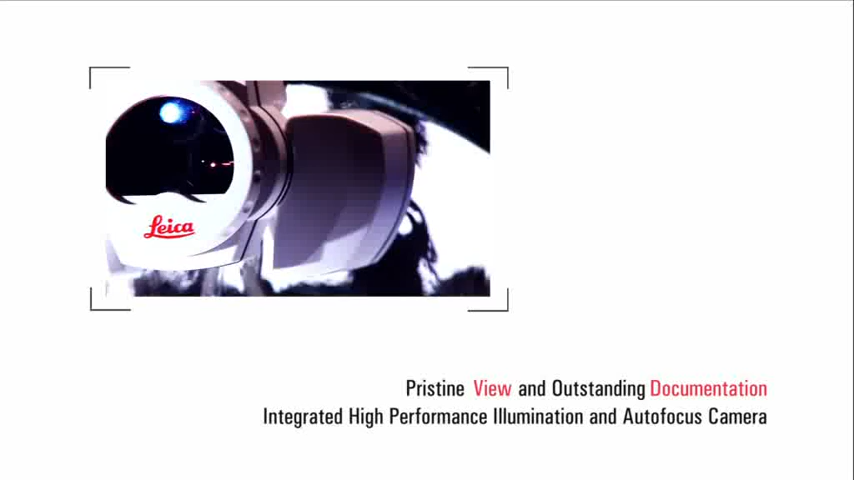 Leica
Pristine View and Outstanding Documentation
Integrated High Performance Illumination and Autofocus Camera